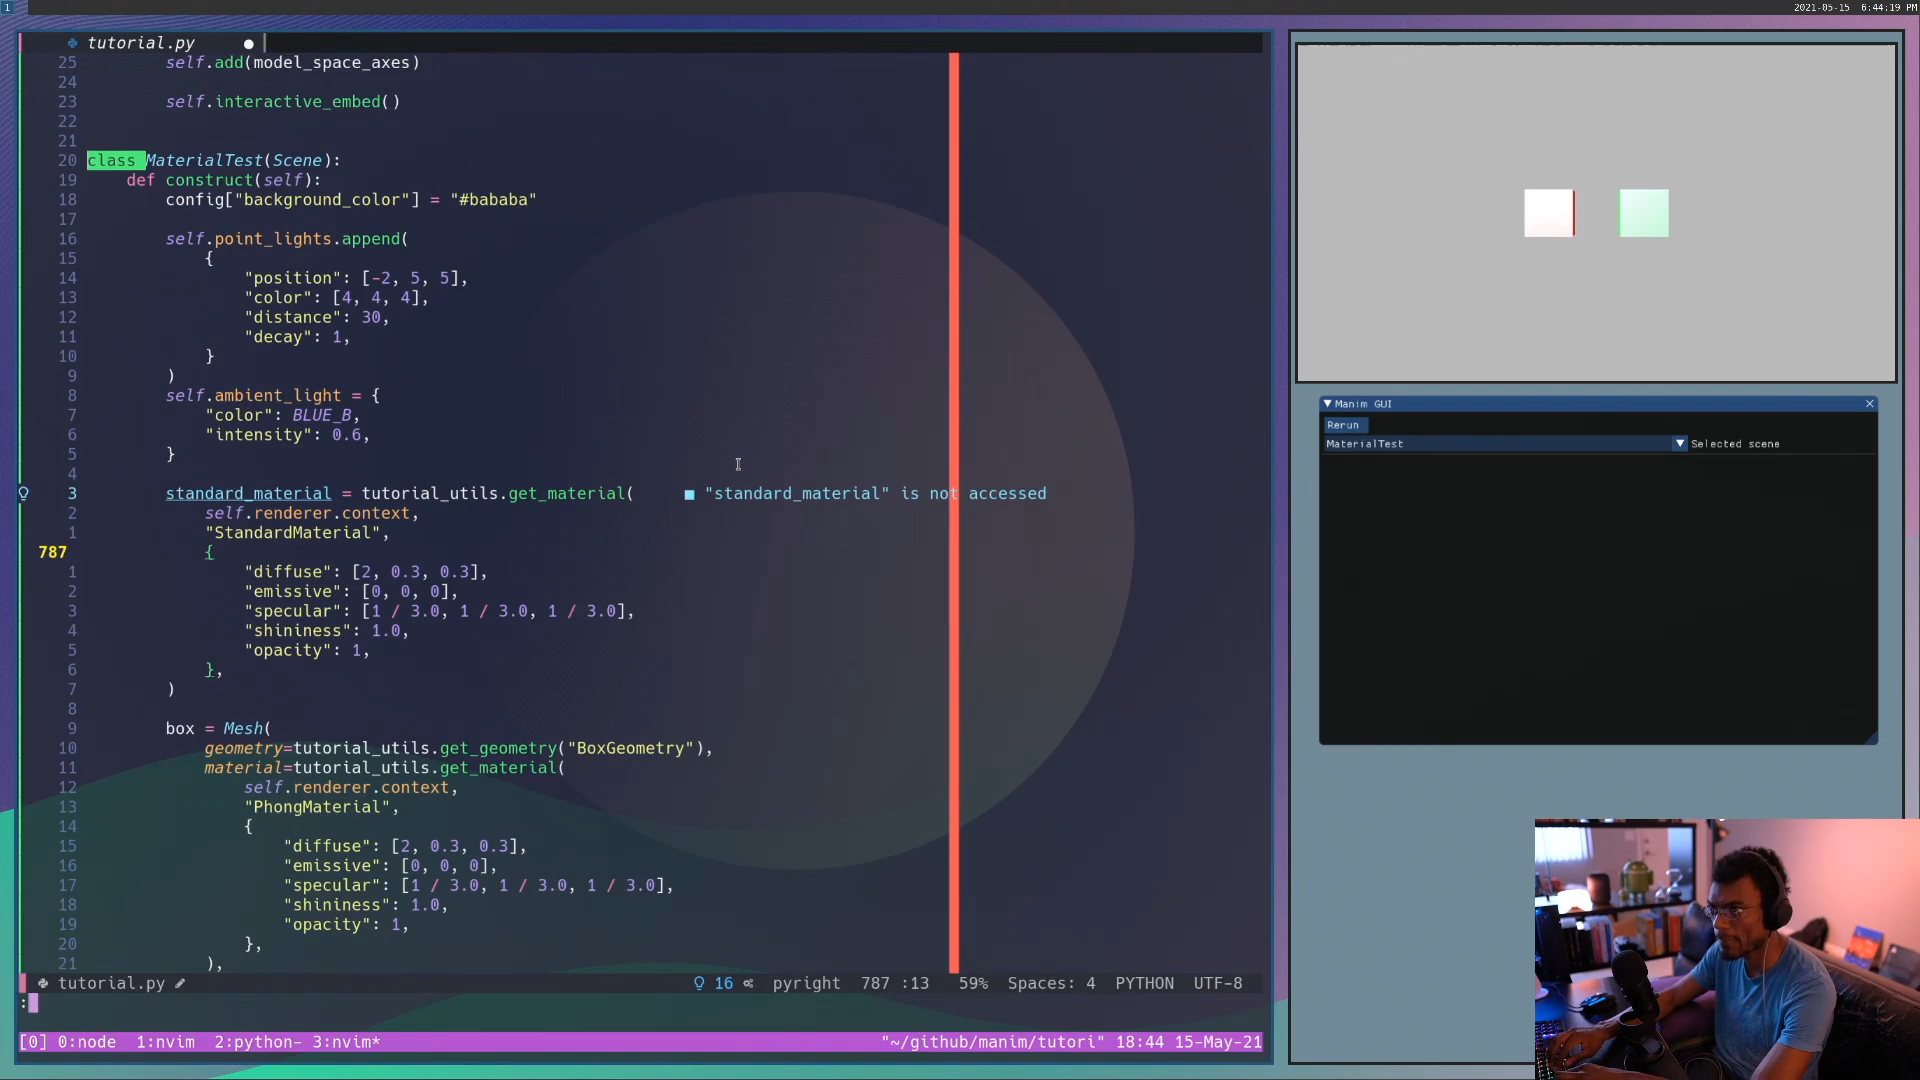 1
2021-05-15 6:44:19 PM
tutorial.py
25 self.add(model_space_axes)
24
23 self.interactive_embed()
22
21
20 class MaterialTest(Scene):
19 def construct(self):
18 config["background_color"] = "#bababa"
17
16 self.point_lights.append(
15 {
14 "position": [-2, 5, 5],
13 "color": [4, 4, 4],
12 "distance": 30,
11 "decay": 1,
10 }
9 )
8 self.ambient_light = {
7 "color": BLUE_B,
6 "intensity": 0.6,
5 }
4
3 standard_material = tutorial_utils.get_material( ■ "standard_material" is not accessed
2 self.renderer.context,
1 "StandardMaterial",
787 {
1 "diffuse": [2, 0.3, 0.3],
2 "emissive": [0, 0, 0],
3 "specular": [1 / 3.0, 1 / 3.0, 1 / 3.0],
4 "shininess": 1.0,
5 "opacity": 1,
6 },
7 )
8
9 box = Mesh(
10 geometry=tutorial_utils.get_geometry("BoxGeometry"),
11 material=tutorial_utils.get_material(
12 self.renderer.context,
13 "PhongMaterial",
14 {
15 "diffuse": [2, 0.3, 0.3],
16 "emissive": [0, 0, 0],
17 "specular": [1 / 3.0, 1 / 3.0, 1 / 3.0],
18 "shininess": 1.0,
19 "opacity": 1,
20 },
21 ),
tutorial.py 16 pyright 787 :13 59% Spaces: 4 PYTHON UTF-8
:
[0] 0:node 1:nvim 2:python- 3:nvim* "~/github/manim/tutori" 18:44 15-May-21
Manim GUI
Rerun
MaterialTest Selected scene